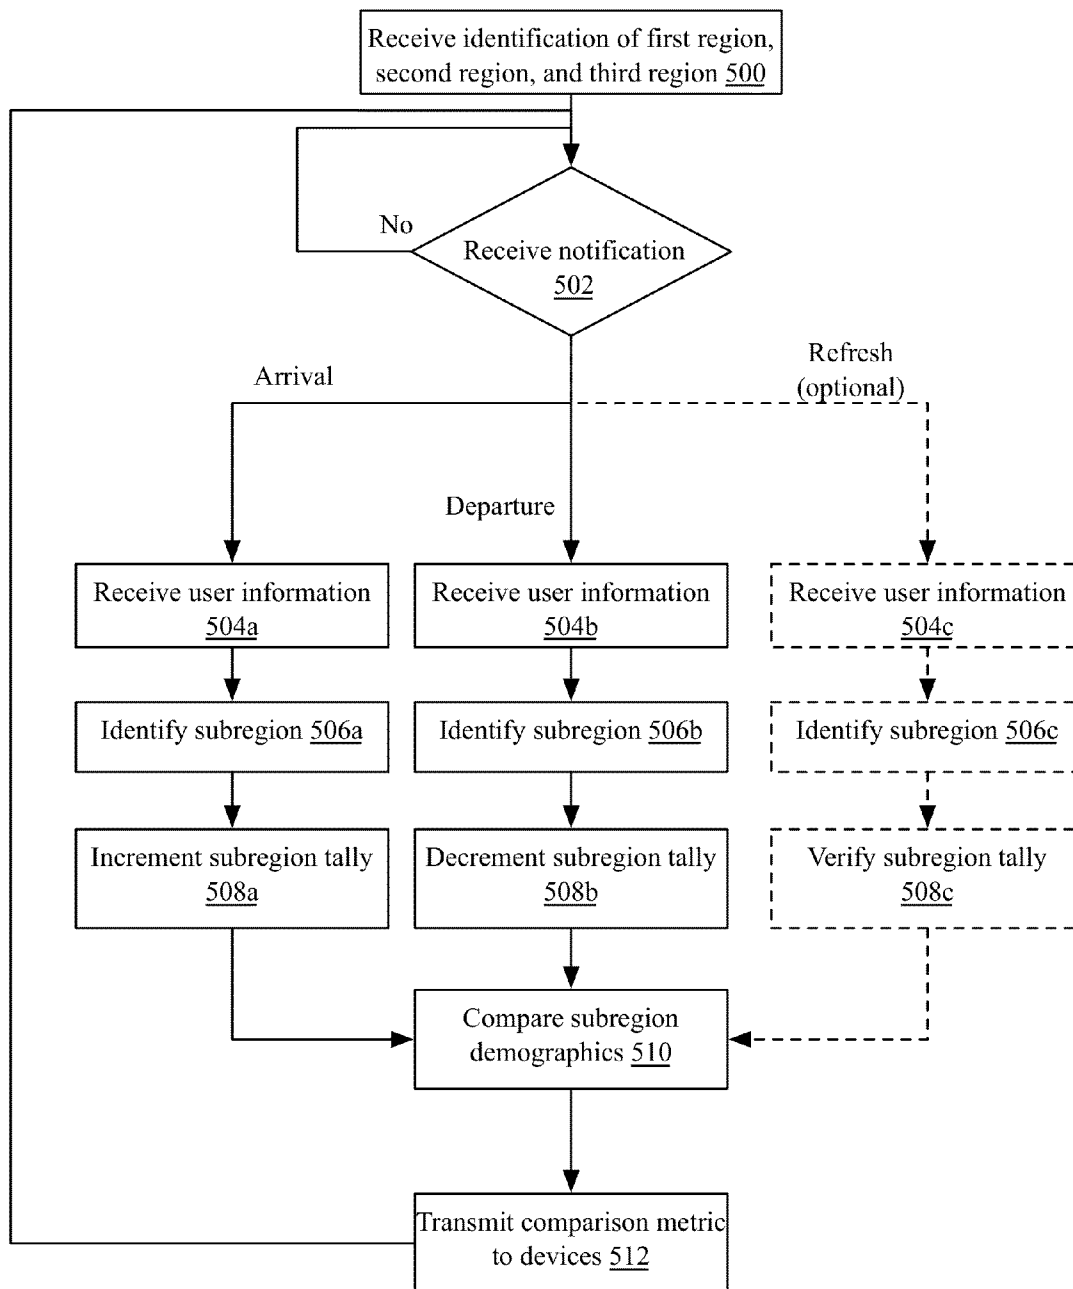 Receive identification of first region,
second region, and third region 500
No
Receive notification
502
Refresh
(optional)
Arrival
Departure
Receive user information
504a
Receive user information
504b
Receive user information
504c
Identify subregion 506a
Identify subregion 506b
Identify subregion 506c
Increment subregion tally
508a
Decrement subregion tally
508b
Verify subregion tally
508c
Compare subregion
demographics 510
Transmit comparison metric
to devices 512